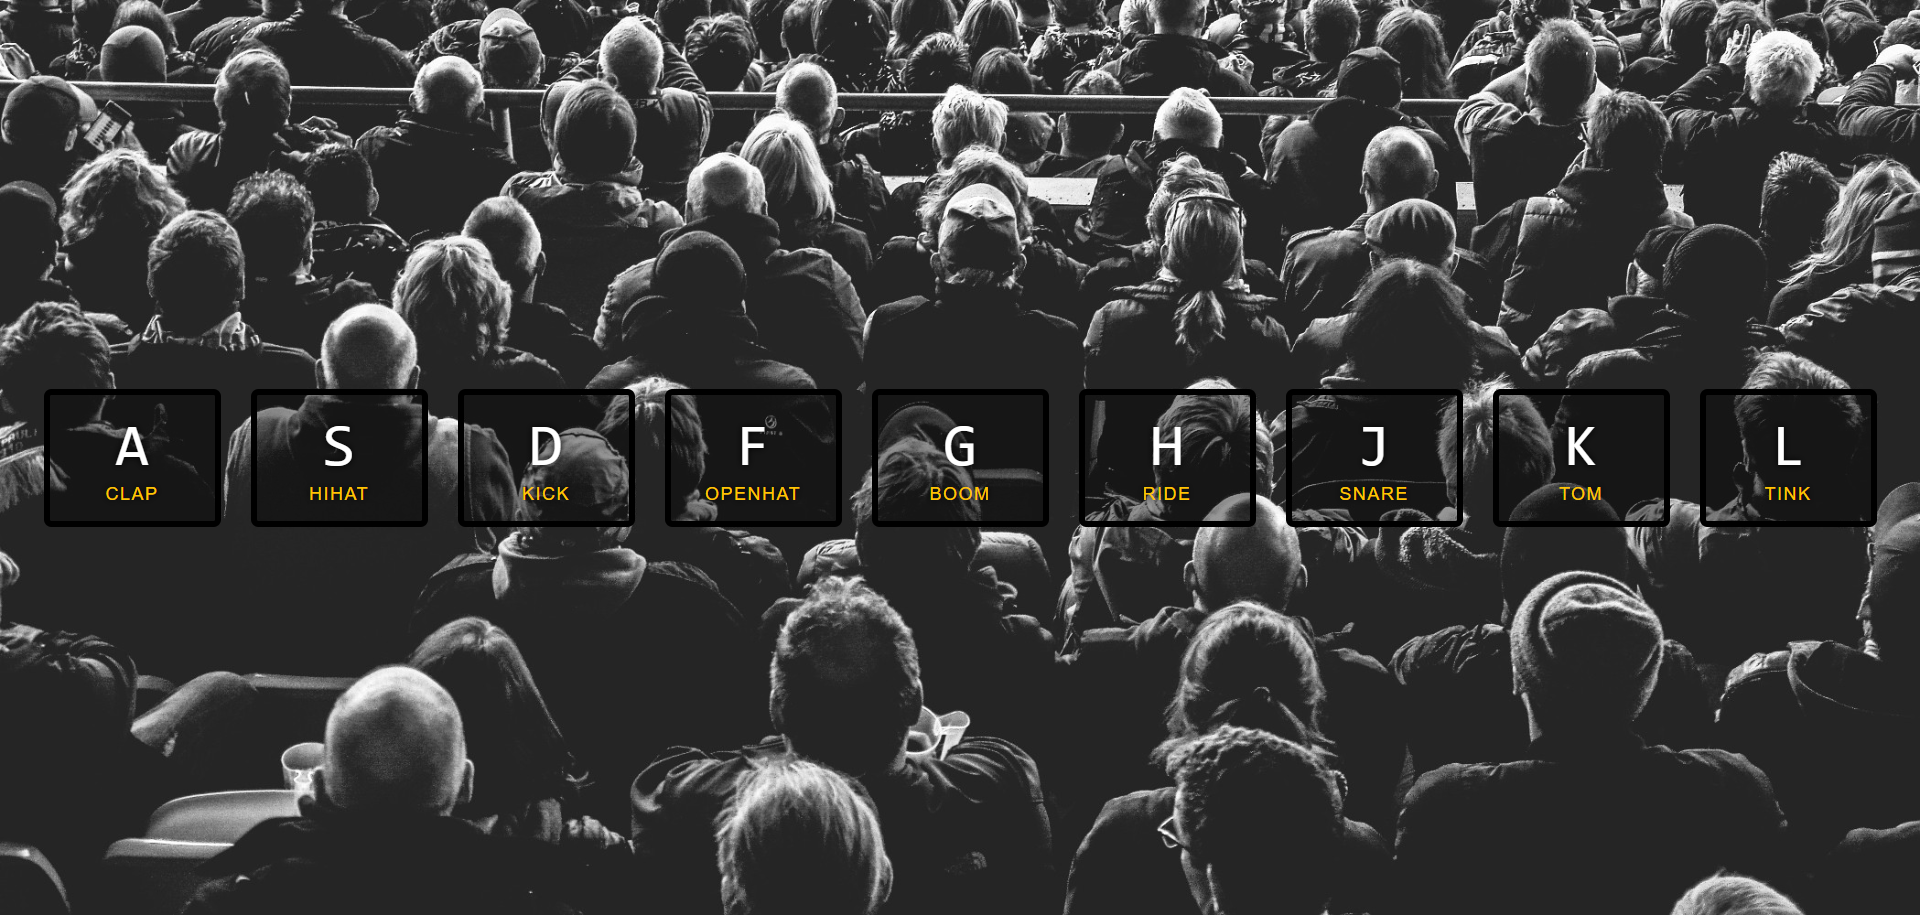 A
CLAP
S
HIHAT
D
KICK
F
OPENHAT
G
BOOM
H
RIDE
J
SNARE
K
TOM
L
TINK